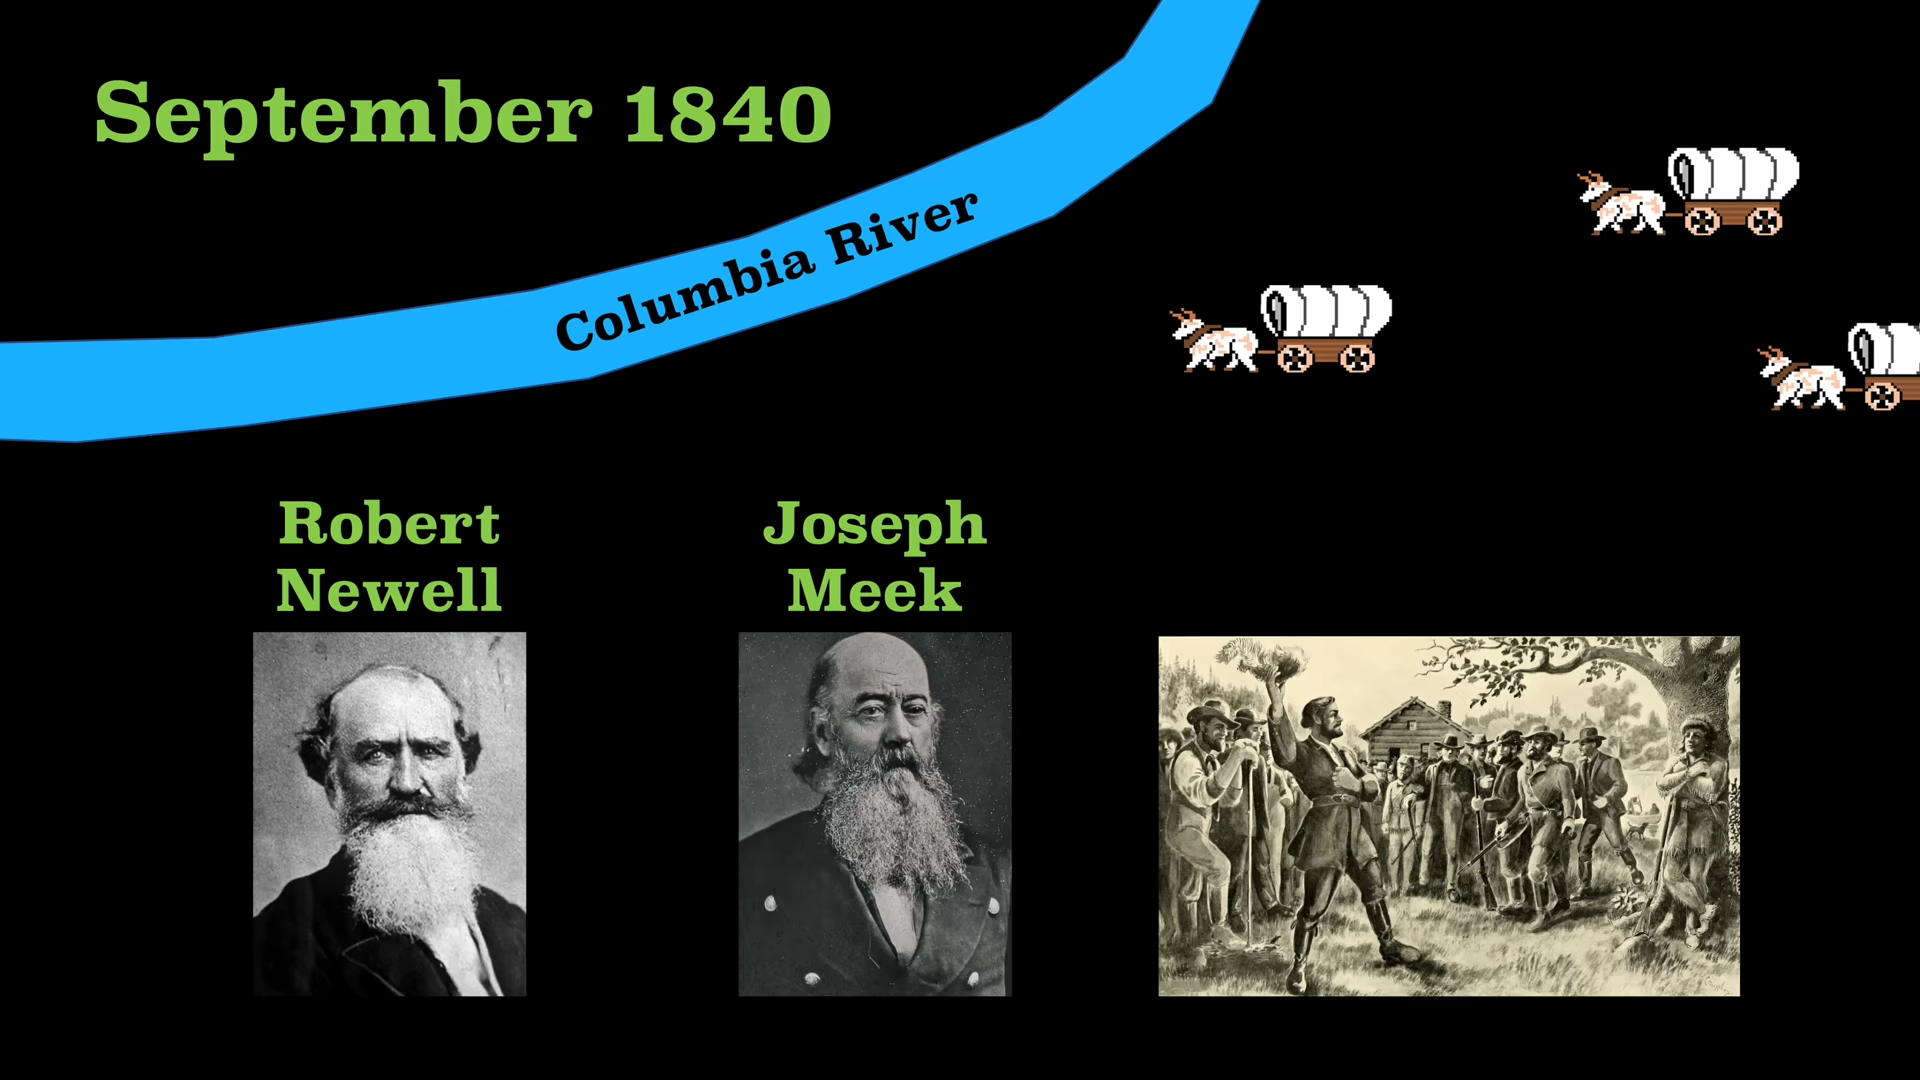 September 1840
Columbia River
Robert
Newell
Joseph
Meek